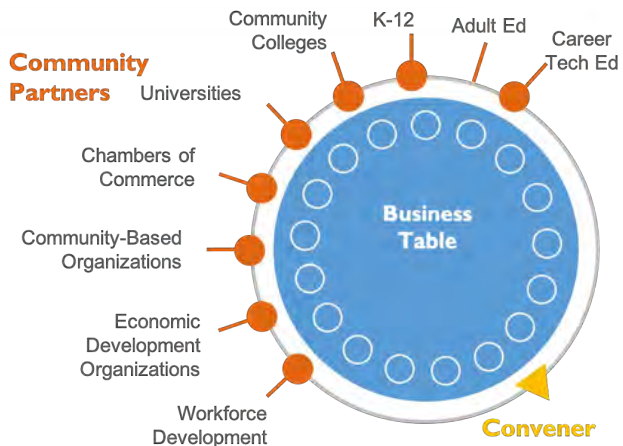 Community
Partners
Community
Colleges
K-12
Adult Ed
Career
Tech Ed
Universities
Chambers of
Commerce
Community-Based
Organizations
Economic
Development
Organizations
Workforce
Development
Business
Table
Convener